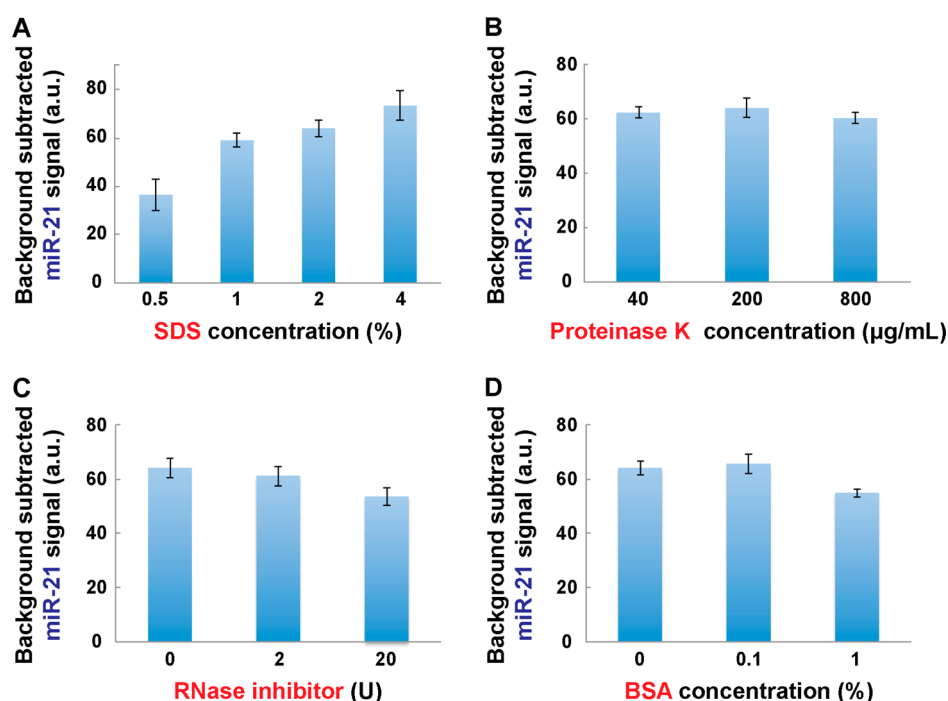 A
Background subtracted
miR-21 signal (a.u.)
80
60
40
20
0
0.5 1 2 4
SDS concentration (%)
B
Background subtracted
miR-21 signal (a.u.)
80
60
40
20
0
40 200 800
Proteinase K concentration (µg/mL)
C
Background subtracted
miR-21 signal (a.u.)
80
60
40
20
0
0 2 20
RNase inhibitor (U)
D
Background subtracted
miR-21 signal (a.u.)
80
60
40
20
0
0 0.1 1
BSA concentration (%)